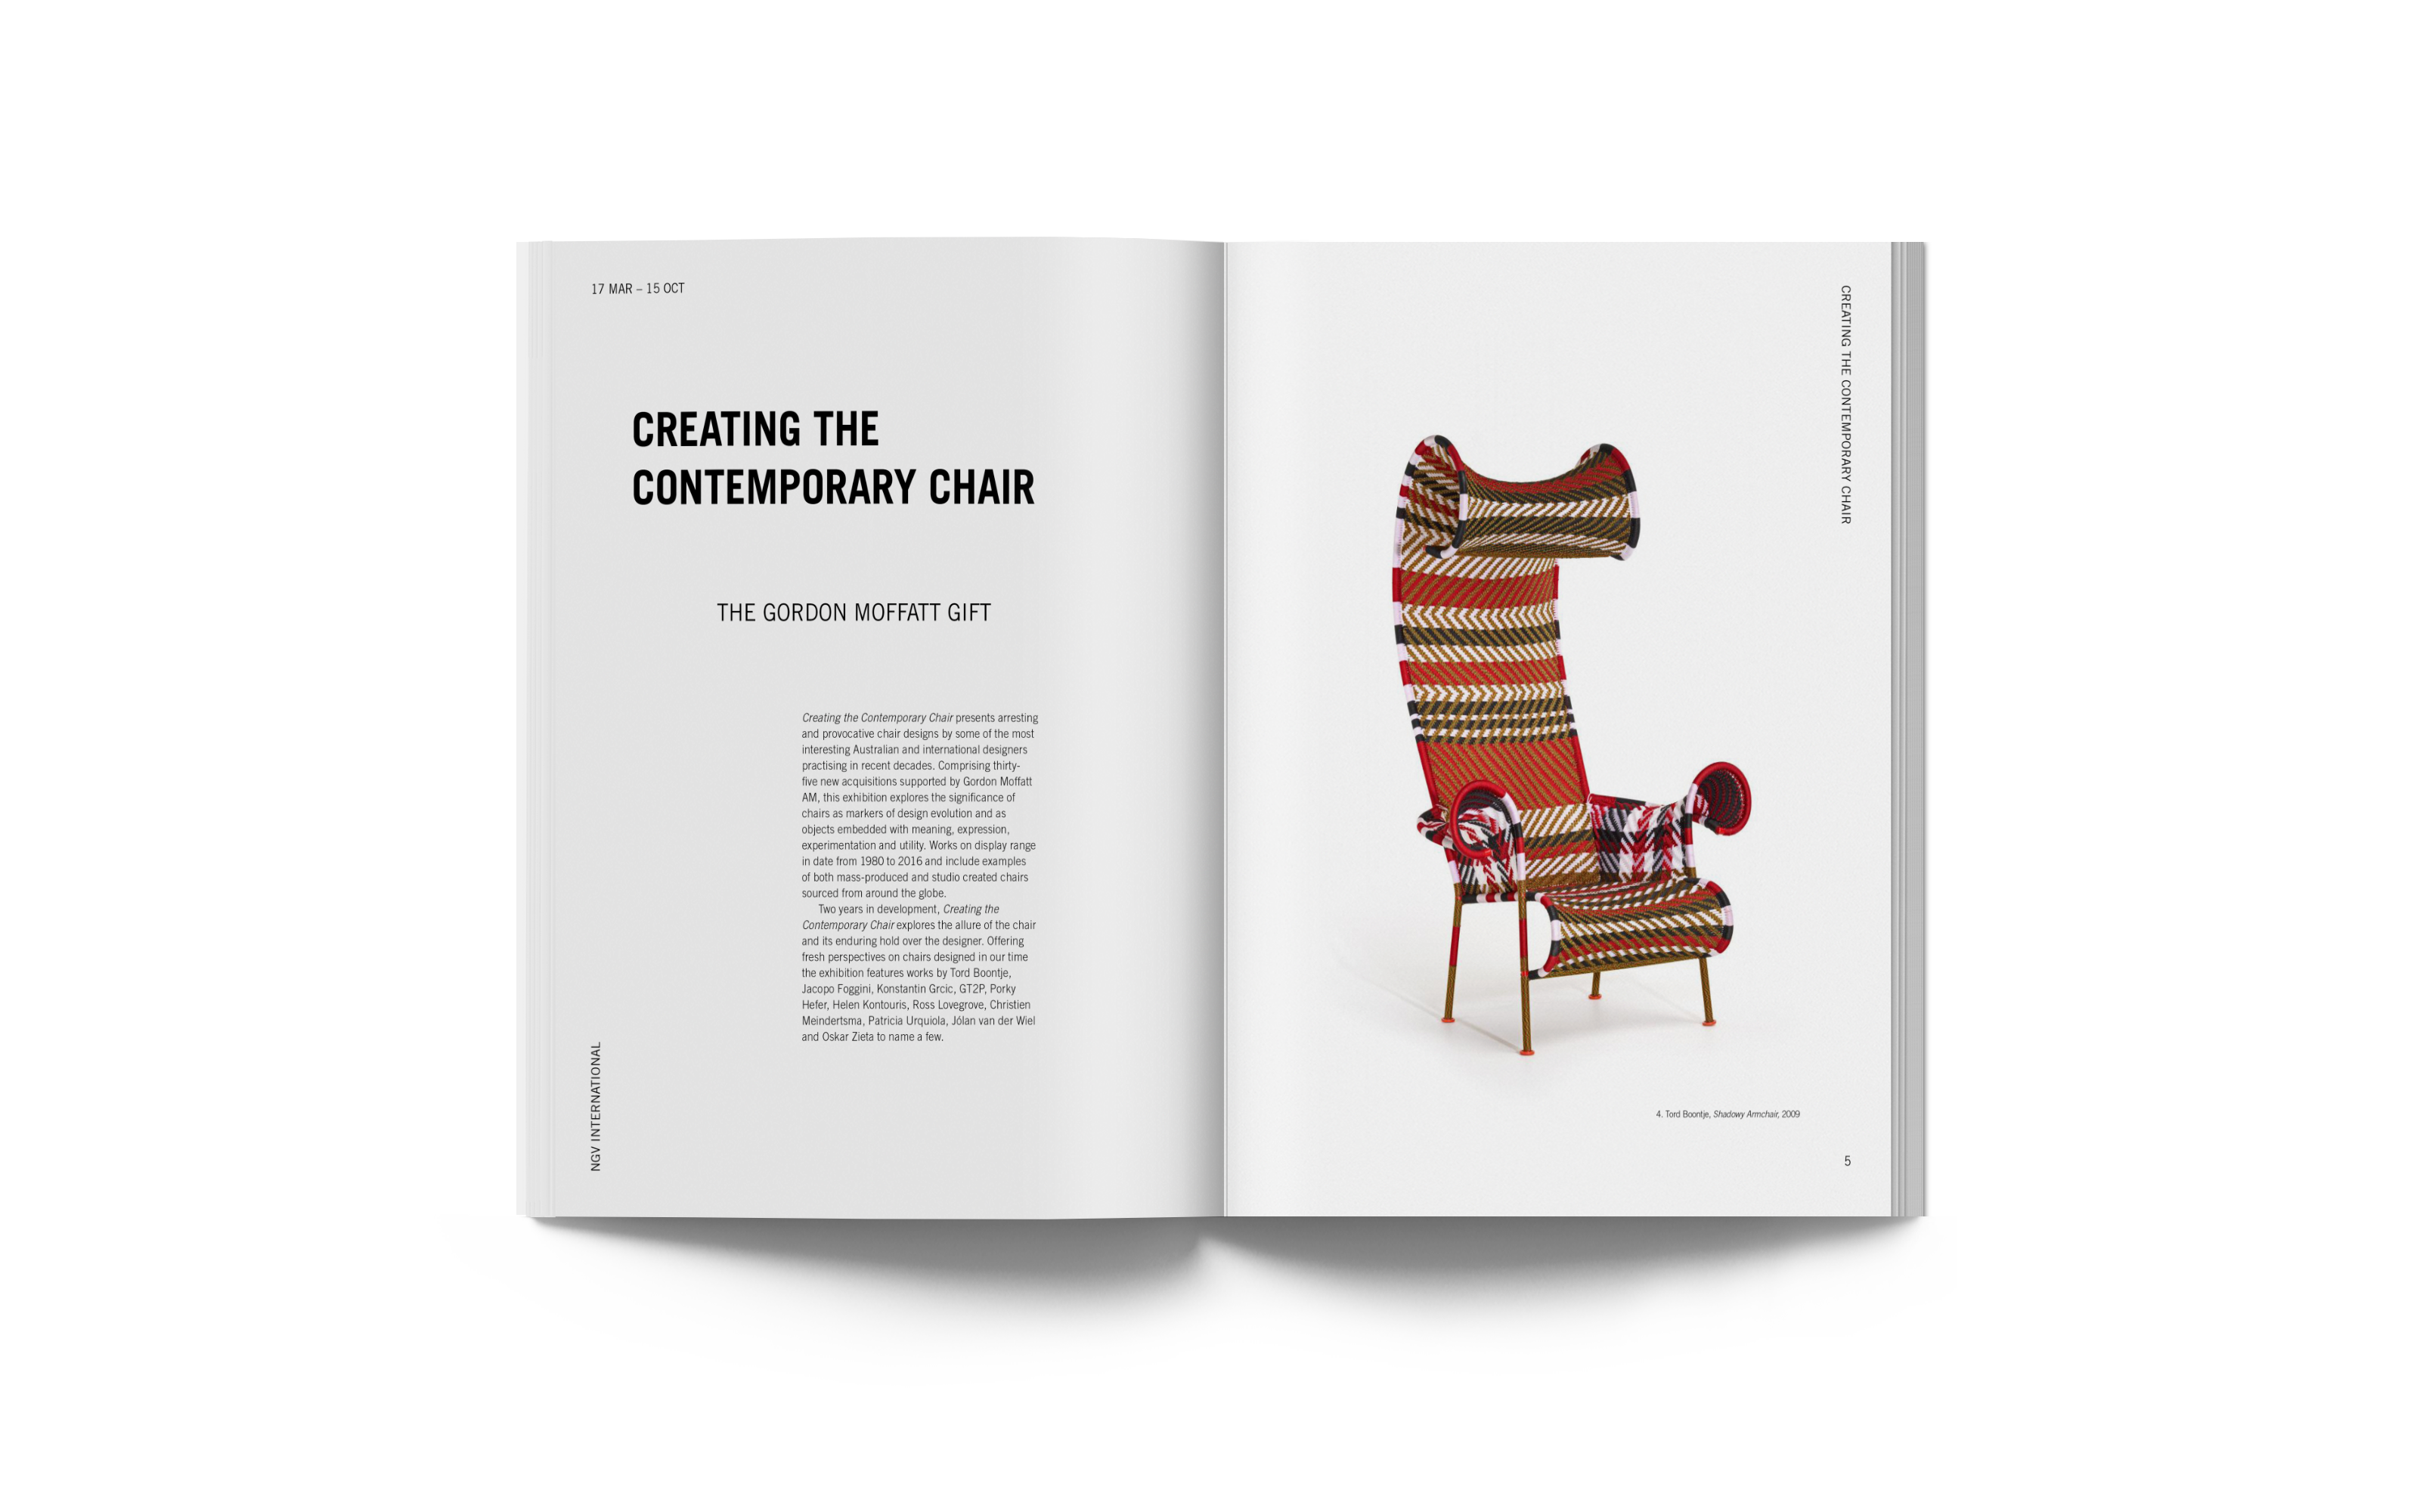 17 MAR – 15 OCT
CREATING THE
CONTEMPORARY CHAIR
THE GORDON MOFFATT GIFT
Creating the Contemporary Chair presents arresting
and provocative chair designs by some of the most
interesting Australian and international designers
practising in recent decades. Comprising thirty-
five new acquisitions supported by Gordon Moffatt
AM, this exhibition explores the significance of
chairs as markers of design evolution and as
objects embedded with meaning, expression,
experimentation and utility. Works on display range
in date from 1980 to 2016 and include examples
of both mass-produced and studio created chairs
sourced from around the globe.
Two years in development, Creating the
Contemporary Chair explores the allure of the chair
and its enduring hold over the designer. Offering
fresh perspectives on chairs designed in our time
the exhibition features works by Tord Boontje,
Jacopo Foggini, Konstantin Grcic, GT2P, Porky
Hefer, Helen Kontouris, Ross Lovegrove, Christien
Meindertsma, Patricia Urquiola, Jólan van der Wiel
and Oskar Zieta to name a few.
NGV INTERNATIONAL
CREATING THE CONTEMPORARY CHAIR
4. Tord Boontje, Shadowy Armchair, 2009
5